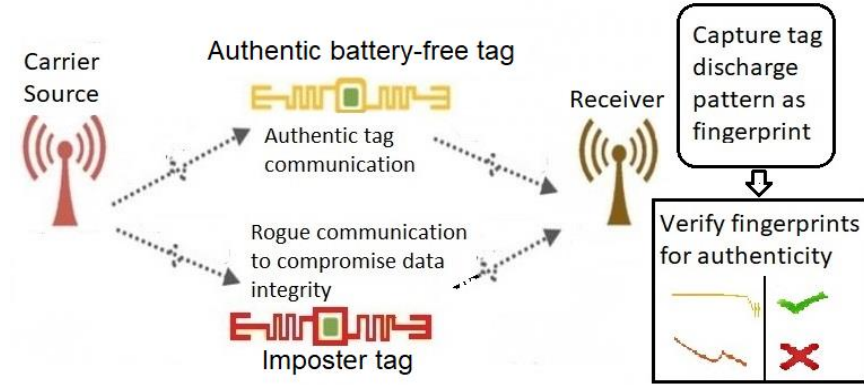 Carrier
Source
Authentic battery-free tag
Authentic tag
communication
Receiver
Rogue communication
to compromise data
integrity
Imposter tag
Capture tag
discharge
pattern as
fingerprint
Verify fingerprints
for authenticity